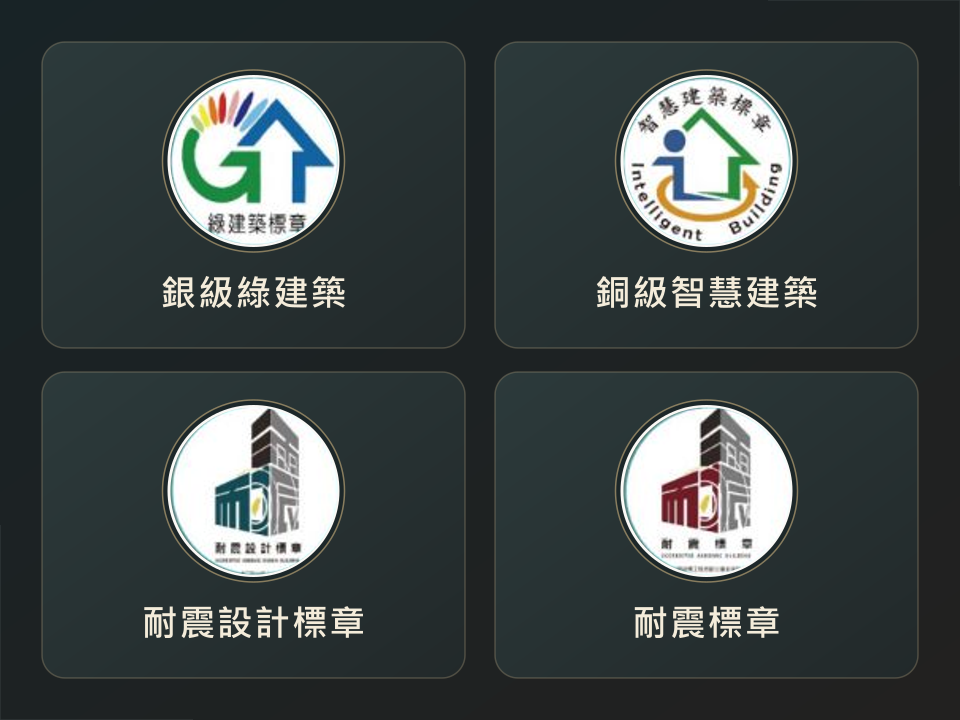 綠建築標章
銀級綠建築
智慧建築標章
Intelligent Building
銅級智慧建築
耐震設計標章
耐震設計標章
耐震標章
耐震標章